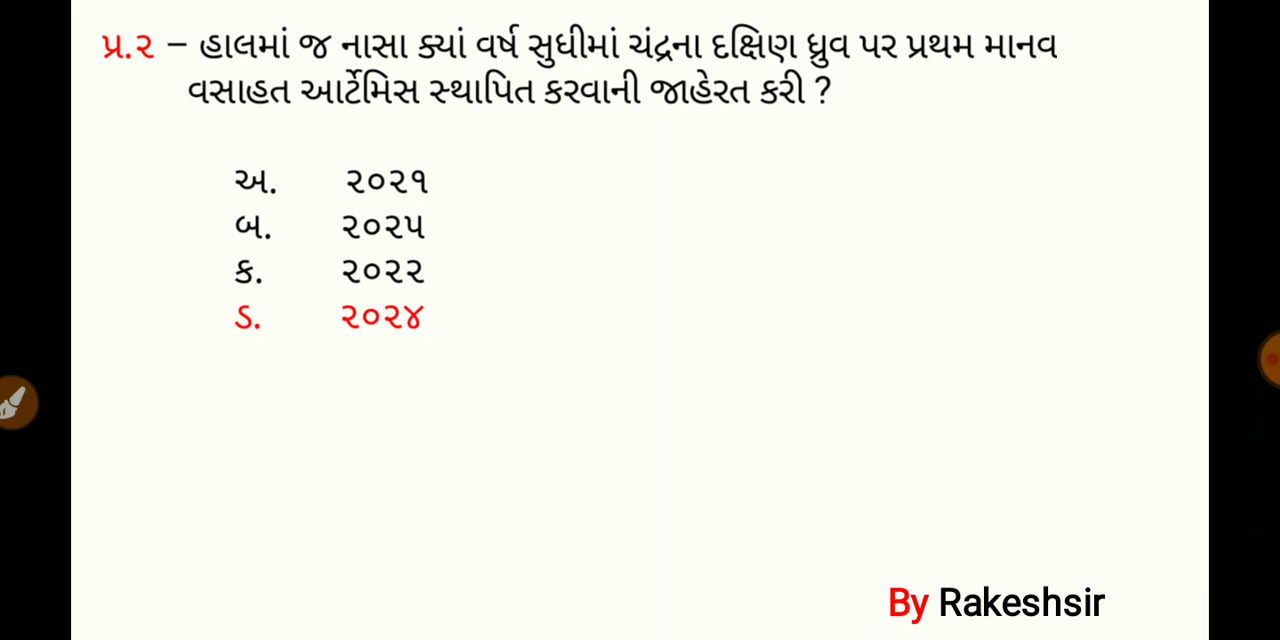 પ્ર.૨ – હાલમાં જ નાસા ક્યાં વર્ષ સુધીમાં ચંદ્રના દક્ષિણ ધ્રુવ પર પ્રથમ માનવ
વસાહત આર્ટેમિસ સ્થાપિત કરવાની જાહેરત કરી ?
અ. ૨૦૨૧
બ. ૨૦૨૫
ક. ૨૦૨૨
ડ. ૨૦૨૪
By Rakeshsir